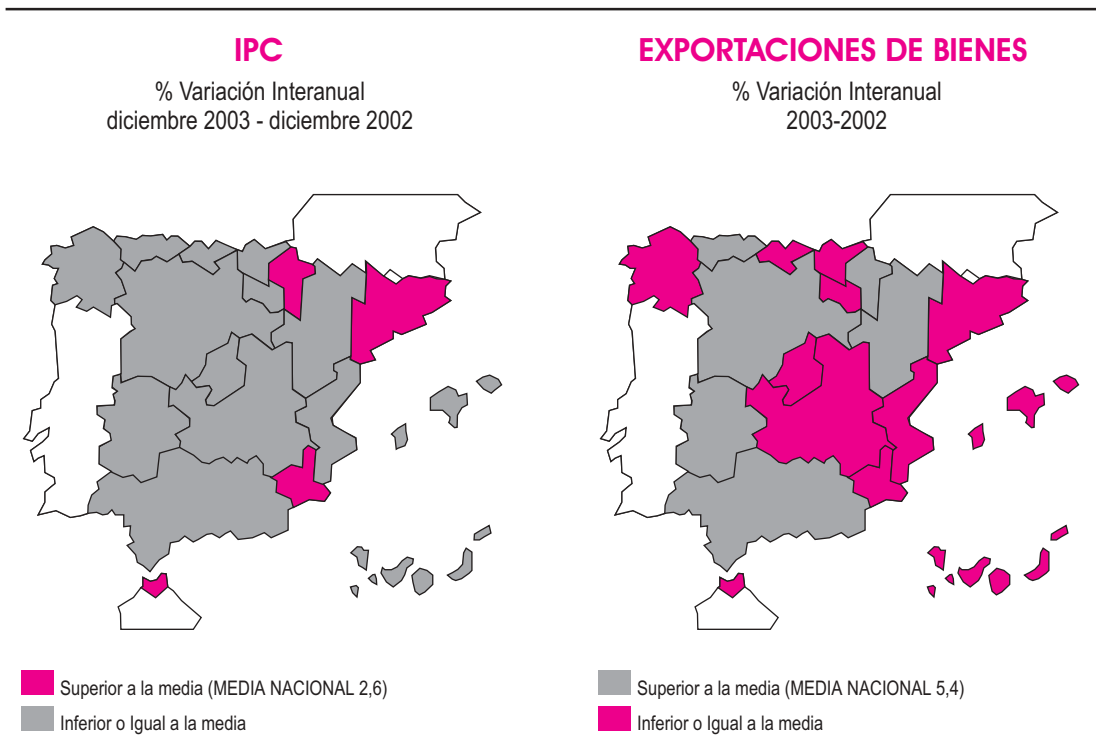 IPC
% Variación Interanual
diciembre 2003 - diciembre 2002
Superior a la media (MEDIA NACIONAL 2,6)
Inferior o Igual a la media
EXPORTACIONES DE BIENES
% Variación Interanual
2003-2002
Superior a la media (MEDIA NACIONAL 5,4)
Inferior o Igual a la media